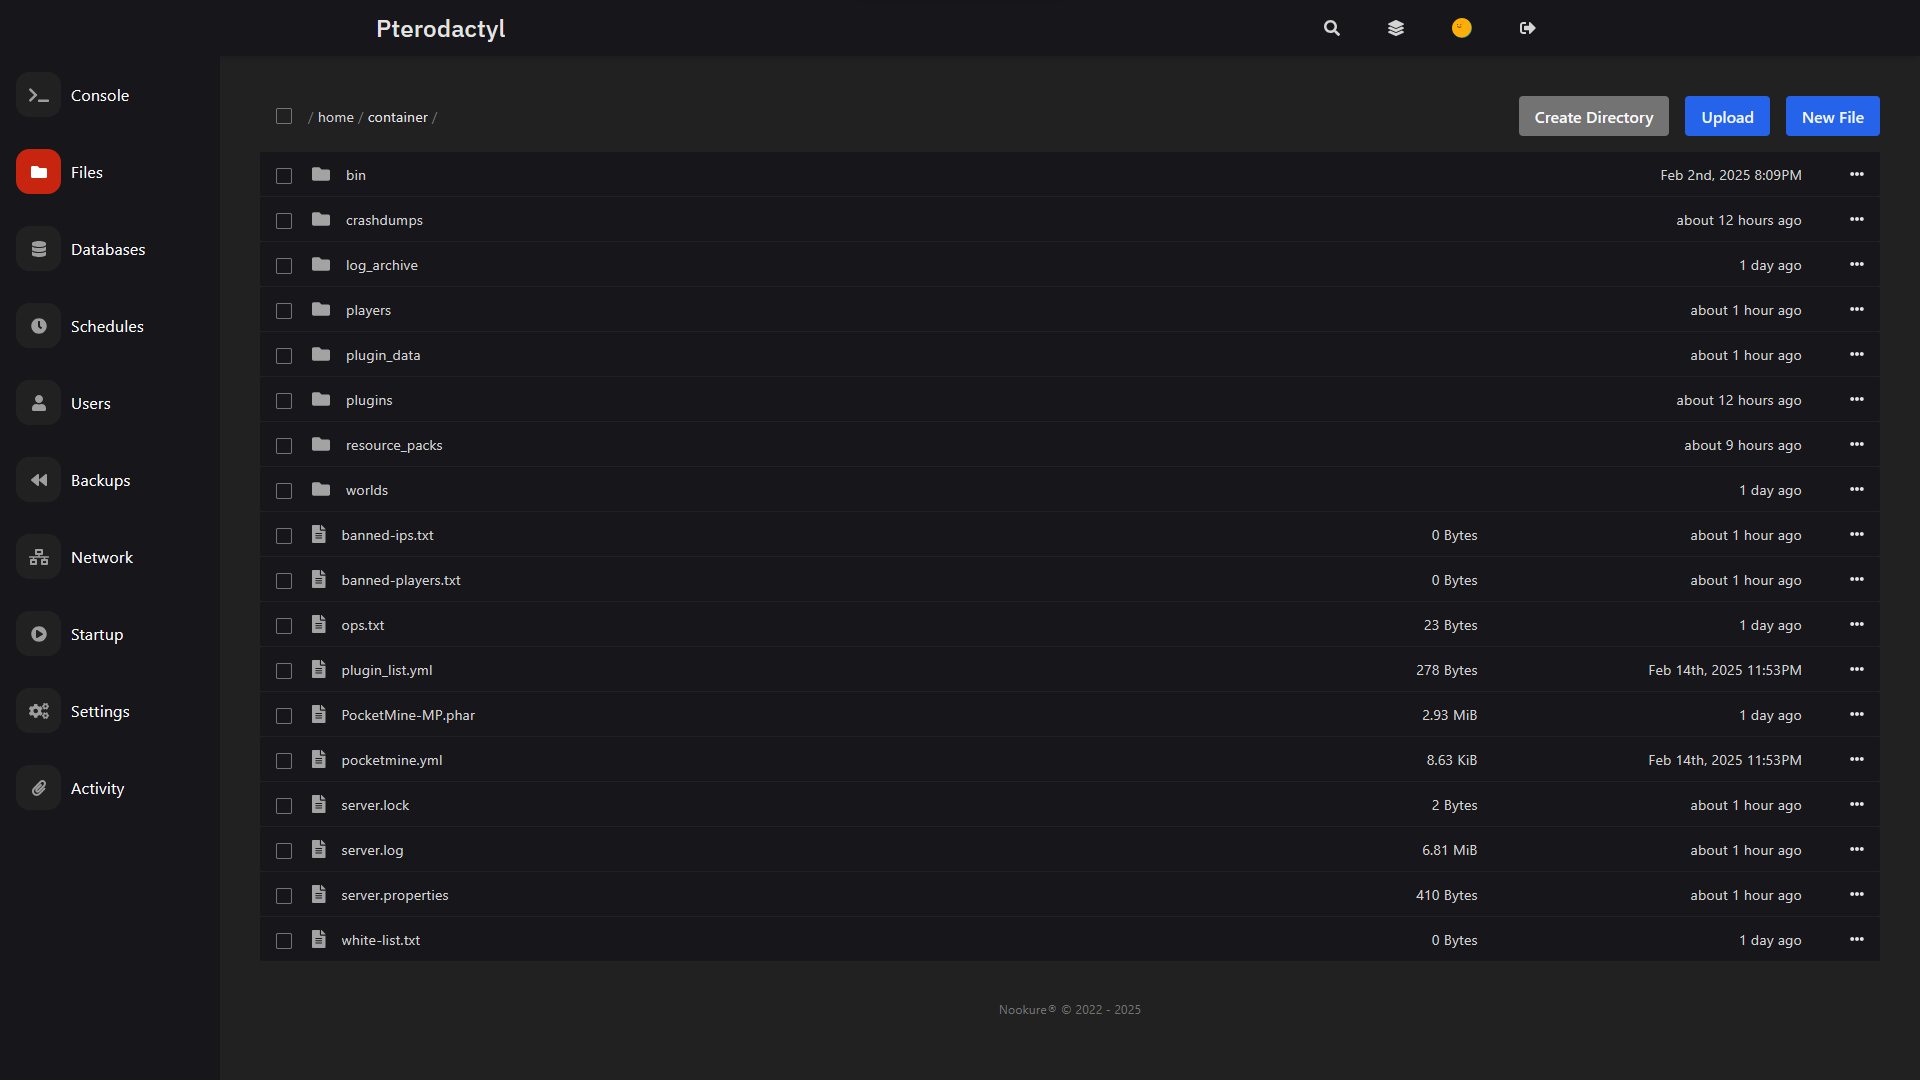 Pterodactyl
Console
Files
Databases
Schedules
Users
Backups
Network
Startup
Settings
Activity
/ home / container /
Create Directory
Upload
New File
bin Feb 2nd, 2025 8:09PM
crashdumps about 12 hours ago
log_archive 1 day ago
players about 1 hour ago
plugin_data about 1 hour ago
plugins about 12 hours ago
resource_packs about 9 hours ago
worlds 1 day ago
banned-ips.txt 0 Bytes about 1 hour ago
banned-players.txt 0 Bytes about 1 hour ago
ops.txt 23 Bytes 1 day ago
plugin_list.yml 278 Bytes Feb 14th, 2025 11:53PM
PocketMine-MP.phar 2.93 MiB 1 day ago
pocketmine.yml 8.63 KiB Feb 14th, 2025 11:53PM
server.lock 2 Bytes about 1 hour ago
server.log 6.81 MiB about 1 hour ago
server.properties 410 Bytes about 1 hour ago
white-list.txt 0 Bytes 1 day ago
Nookure® © 2022 - 2025